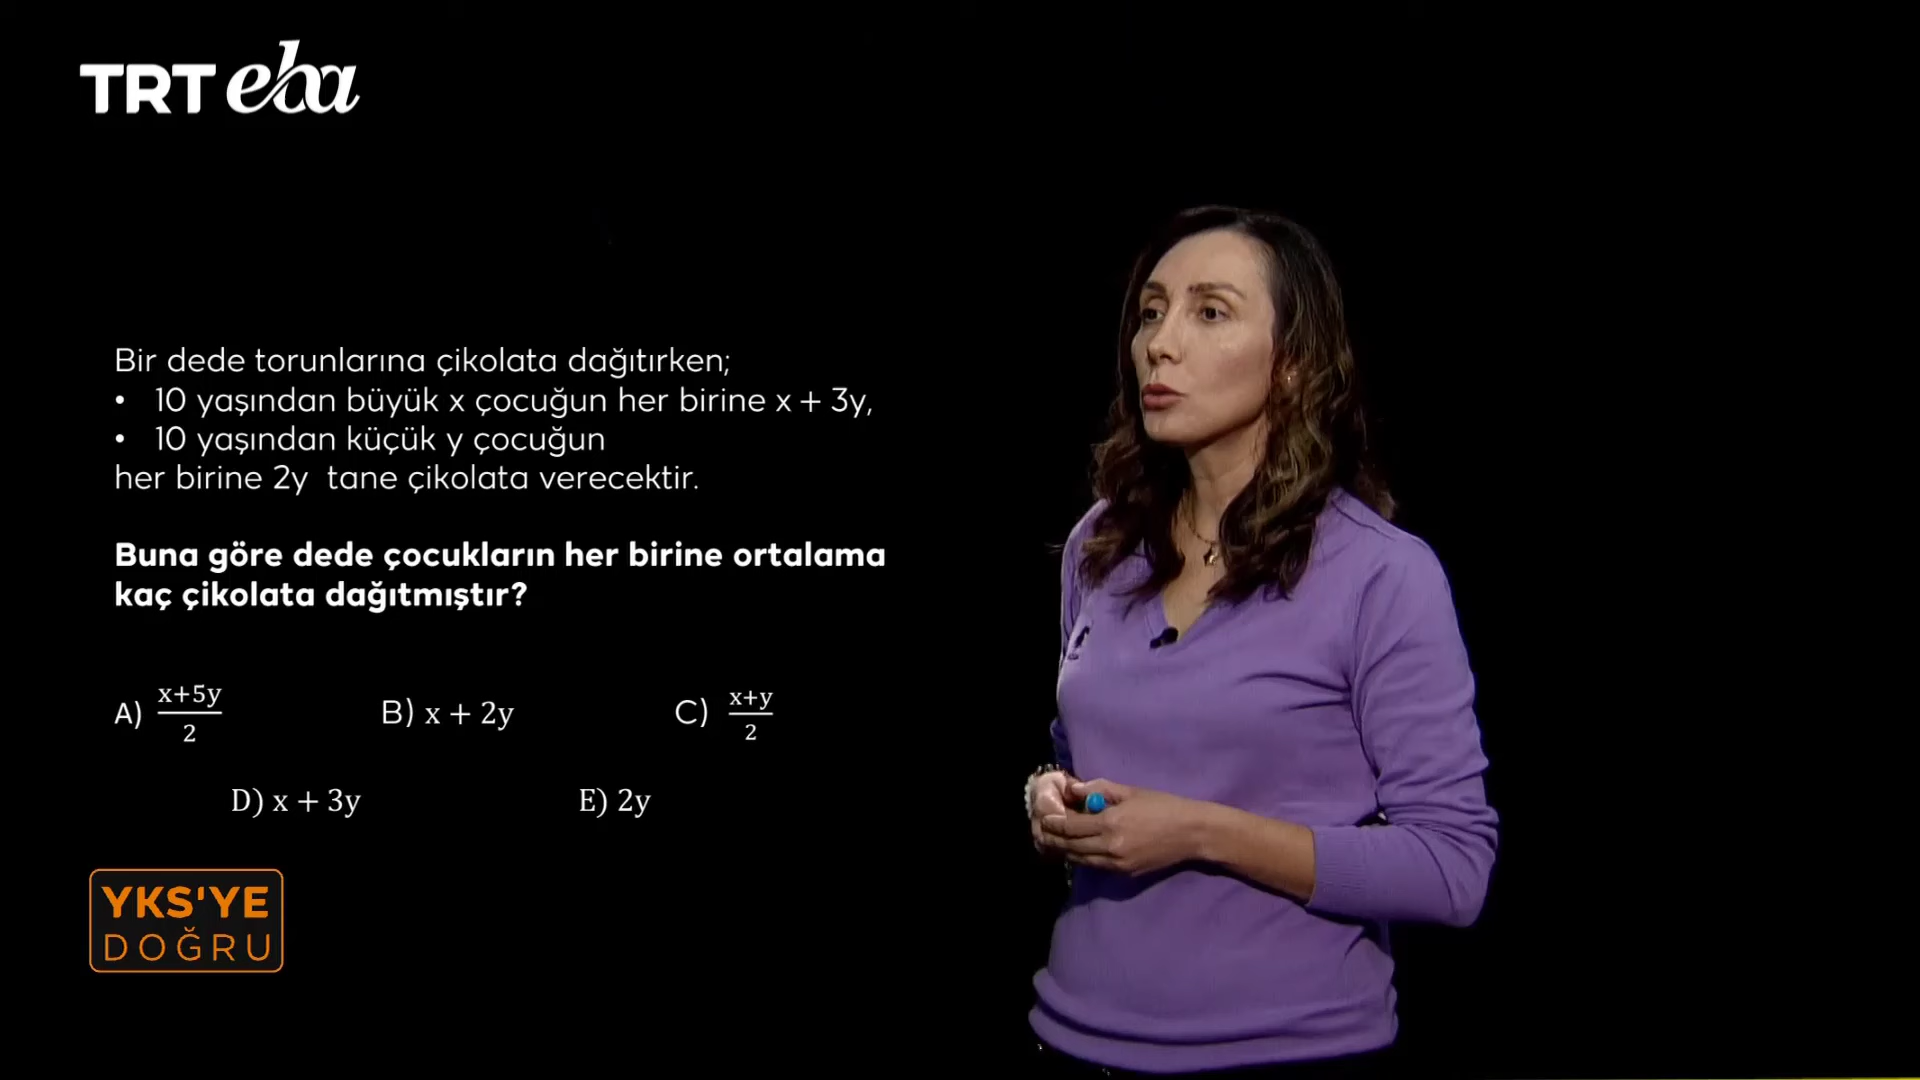 TRT eba
Bir dede torunlarına çikolata dağıtırken;
• 10 yaşından büyük x çocuğun her birine x + 3y,
• 10 yaşından küçük y çocuğun
her birine 2y tane çikolata verecektir.
Buna göre dede çocukların her birine ortalama
kaç çikolata dağıtmıştır?
A) x+5y/2 B) x + 2y C) x+y/2
D) x + 3y E) 2y
YKS'YE
DOĞRU